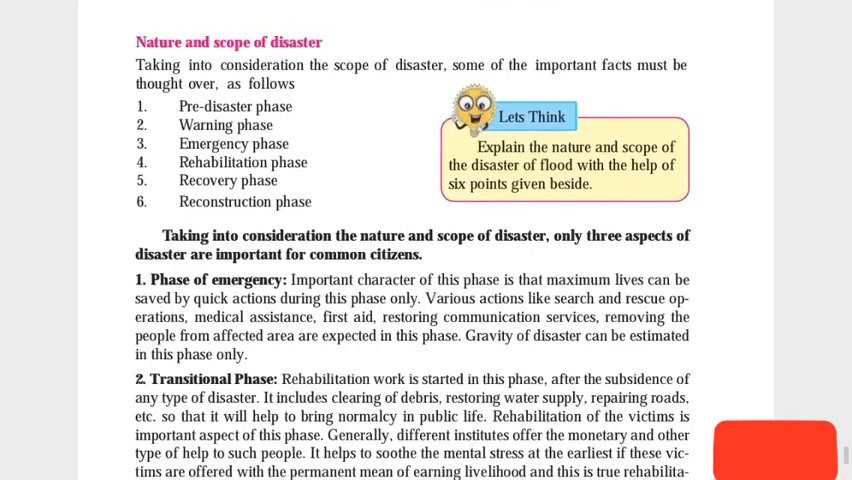 Nature and scope of disaster
Taking into consideration the scope of disaster, some of the important facts must be
thought over, as follows
1. Pre-disaster phase
2. Warning phase
3. Emergency phase
4. Rehabilitation phase
5. Recovery phase
6. Reconstruction phase
Lets Think
Explain the nature and scope of
the disaster of flood with the help of
six points given beside.
Taking into consideration the nature and scope of disaster, only three aspects of
disaster are important for common citizens.
1. Phase of emergency: Important character of this phase is that maximum lives can be
saved by quick actions during this phase only. Various actions like search and rescue op-
erations, medical assistance, first aid, restoring communication services, removing the
people from affected area are expected in this phase. Gravity of disaster can be estimated
in this phase only.
2. Transitional Phase: Rehabilitation work is started in this phase, after the subsidence of
any type of disaster. It includes clearing of debris, restoring water supply, repairing roads,
etc. so that it will help to bring normalcy in public life. Rehabilitation of the victims is
important aspect of this phase. Generally, different institutes offer the monetary and other
type of help to such people. It helps to soothe the mental stress at the earliest if these vic-
tims are offered with the permanent mean of earning livelihood and this is true rehabilita-